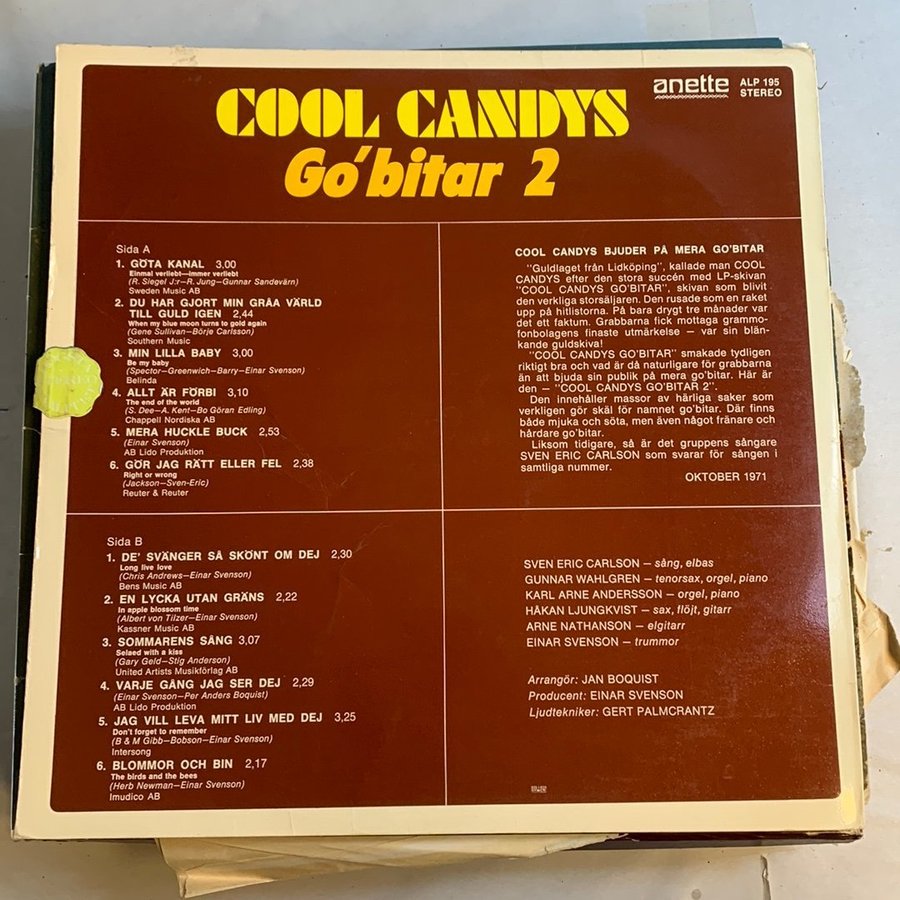 anette ALP 195
STEREO
COOL CANDYS
Go'bitar 2
Sida A
1. GÖTA KANAL 3,00
Einmal verliebt—immer verliebt
(R. Siegel J:r—R. Jung—Gunnar Sandevärn)
Sweden Music AB
2. DU HAR GJORT MIN GRÅA VÄRLD
TILL GULD IGEN 2,44
When my blue moon turns to gold again
(Gene Sullivan—Börje Carlsson)
Southern Music
3. MIN LILLA BABY 3,00
Be my baby
(Spector—Greenwich—Barry—Einar Svenson)
Belinda
4. ALLT ÄR FÖRBI 3,10
The end of the world
(S. Dee—A. Kent—Bo Göran Edling)
Chappell Nordiska AB
5. MERA HUCKLE BUCK 2,53
(Einar Svenson)
AB Lido Produktion
6. GÖR JAG RÄTT ELLER FEL 2,38
Right or wrong
(Jackson—Sven-Eric)
Reuter & Reuter
COOL CANDYS BJUDER PÅ MERA GO'BITAR
"Guldlaget från Lidköping", kallade man COOL
CANDYS efter den stora succén med LP-skivan
"COOL CANDYS GO'BITAR", skivan som blivit
den verkliga storsäljaren. Den rusade som en raket
upp på hitlistorna. På bara drygt tre månader var
det ett faktum. Grabbarna fick mottaga grammo-
fonbolagens finaste utmärkelse — var sin blän-
kande guldskiva!
"COOL CANDYS GO'BITAR" smakade tydligen
riktigt bra och vad är då naturligare för grabbarna
än att bjuda sin publik på mera go'bitar. Här är
den — "COOL CANDYS GO'BITAR 2".
Den innehåller massor av härliga saker som
verkligen gör skäl för namnet go'bitar. Där finns
både mjuka och söta, men även något fränare och
hårdare go'bitar.
Liksom tidigare, så är det gruppens sångare
SVEN ERIC CARLSON som svarar för sången i
samtliga nummer.
OKTOBER 1971
Sida B
1. DE' SVÄNGER SÅ SKÖNT OM DEJ 2,30
Long live love
(Chris Andrews—Einar Svenson)
Bens Music AB
2. EN LYCKA UTAN GRÄNS 2,22
In apple blossom time
(Albert von Tilzer—Einar Svenson)
Kassner Music AB
3. SOMMARENS SÅNG 3,07
Selaed with a kiss
(Gary Geld—Stig Anderson)
United Artists Musikförlag AB
4. VARJE GÅNG JAG SER DEJ 2,29
(Einar Svenson—Per Anders Boquist)
AB Lido Produktion
5. JAG VILL LEVA MITT LIV MED DEJ 3,25
Don't forget to remember
(B & M Gibb—Bobson—Einar Svenson)
Intersong
6. BLOMMOR OCH BIN 2,17
The birds and the bees
(Herb Newman—Einar Svenson)
Imudico AB
SVEN ERIC CARLSON — sång, elbas
GUNNAR WAHLGREN — tenorsax, orgel, piano
KARL ARNE ANDERSSON — orgel, piano
HÅKAN LJUNGKVIST — sax, flöjt, gitarr
ARNE NATHANSON — elgitarr
EINAR SVENSON — trummor
Arrangör: JAN BOQUIST
Producent: EINAR SVENSON
Ljudtekniker: GERT PALMCRANTZ